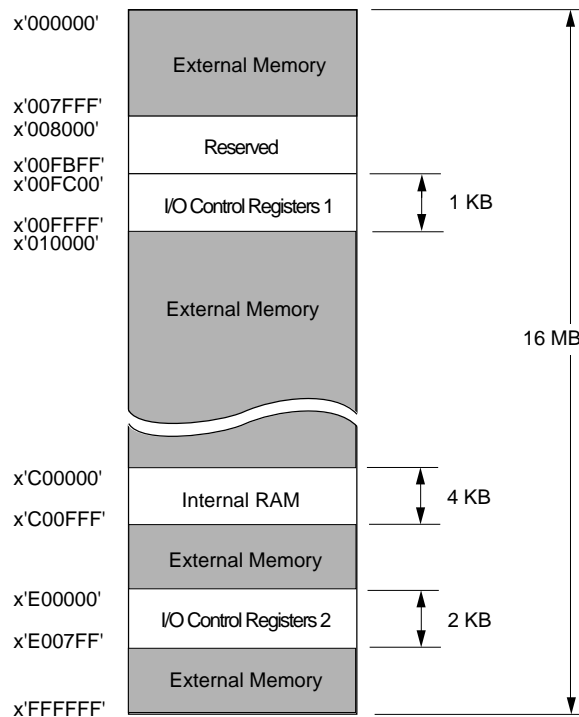 x'000000'
External Memory
x'007FFF'
x'008000'
Reserved
x'00FBFF'
x'00FC00'
I/O Control Registers 1
1 KB
x'00FFFF'
x'010000'
External Memory
16 MB
x'C00000'
Internal RAM
4 KB
x'C00FFF'
External Memory
x'E00000'
I/O Control Registers 2
2 KB
x'E007FF'
External Memory
x'FFFFFF'